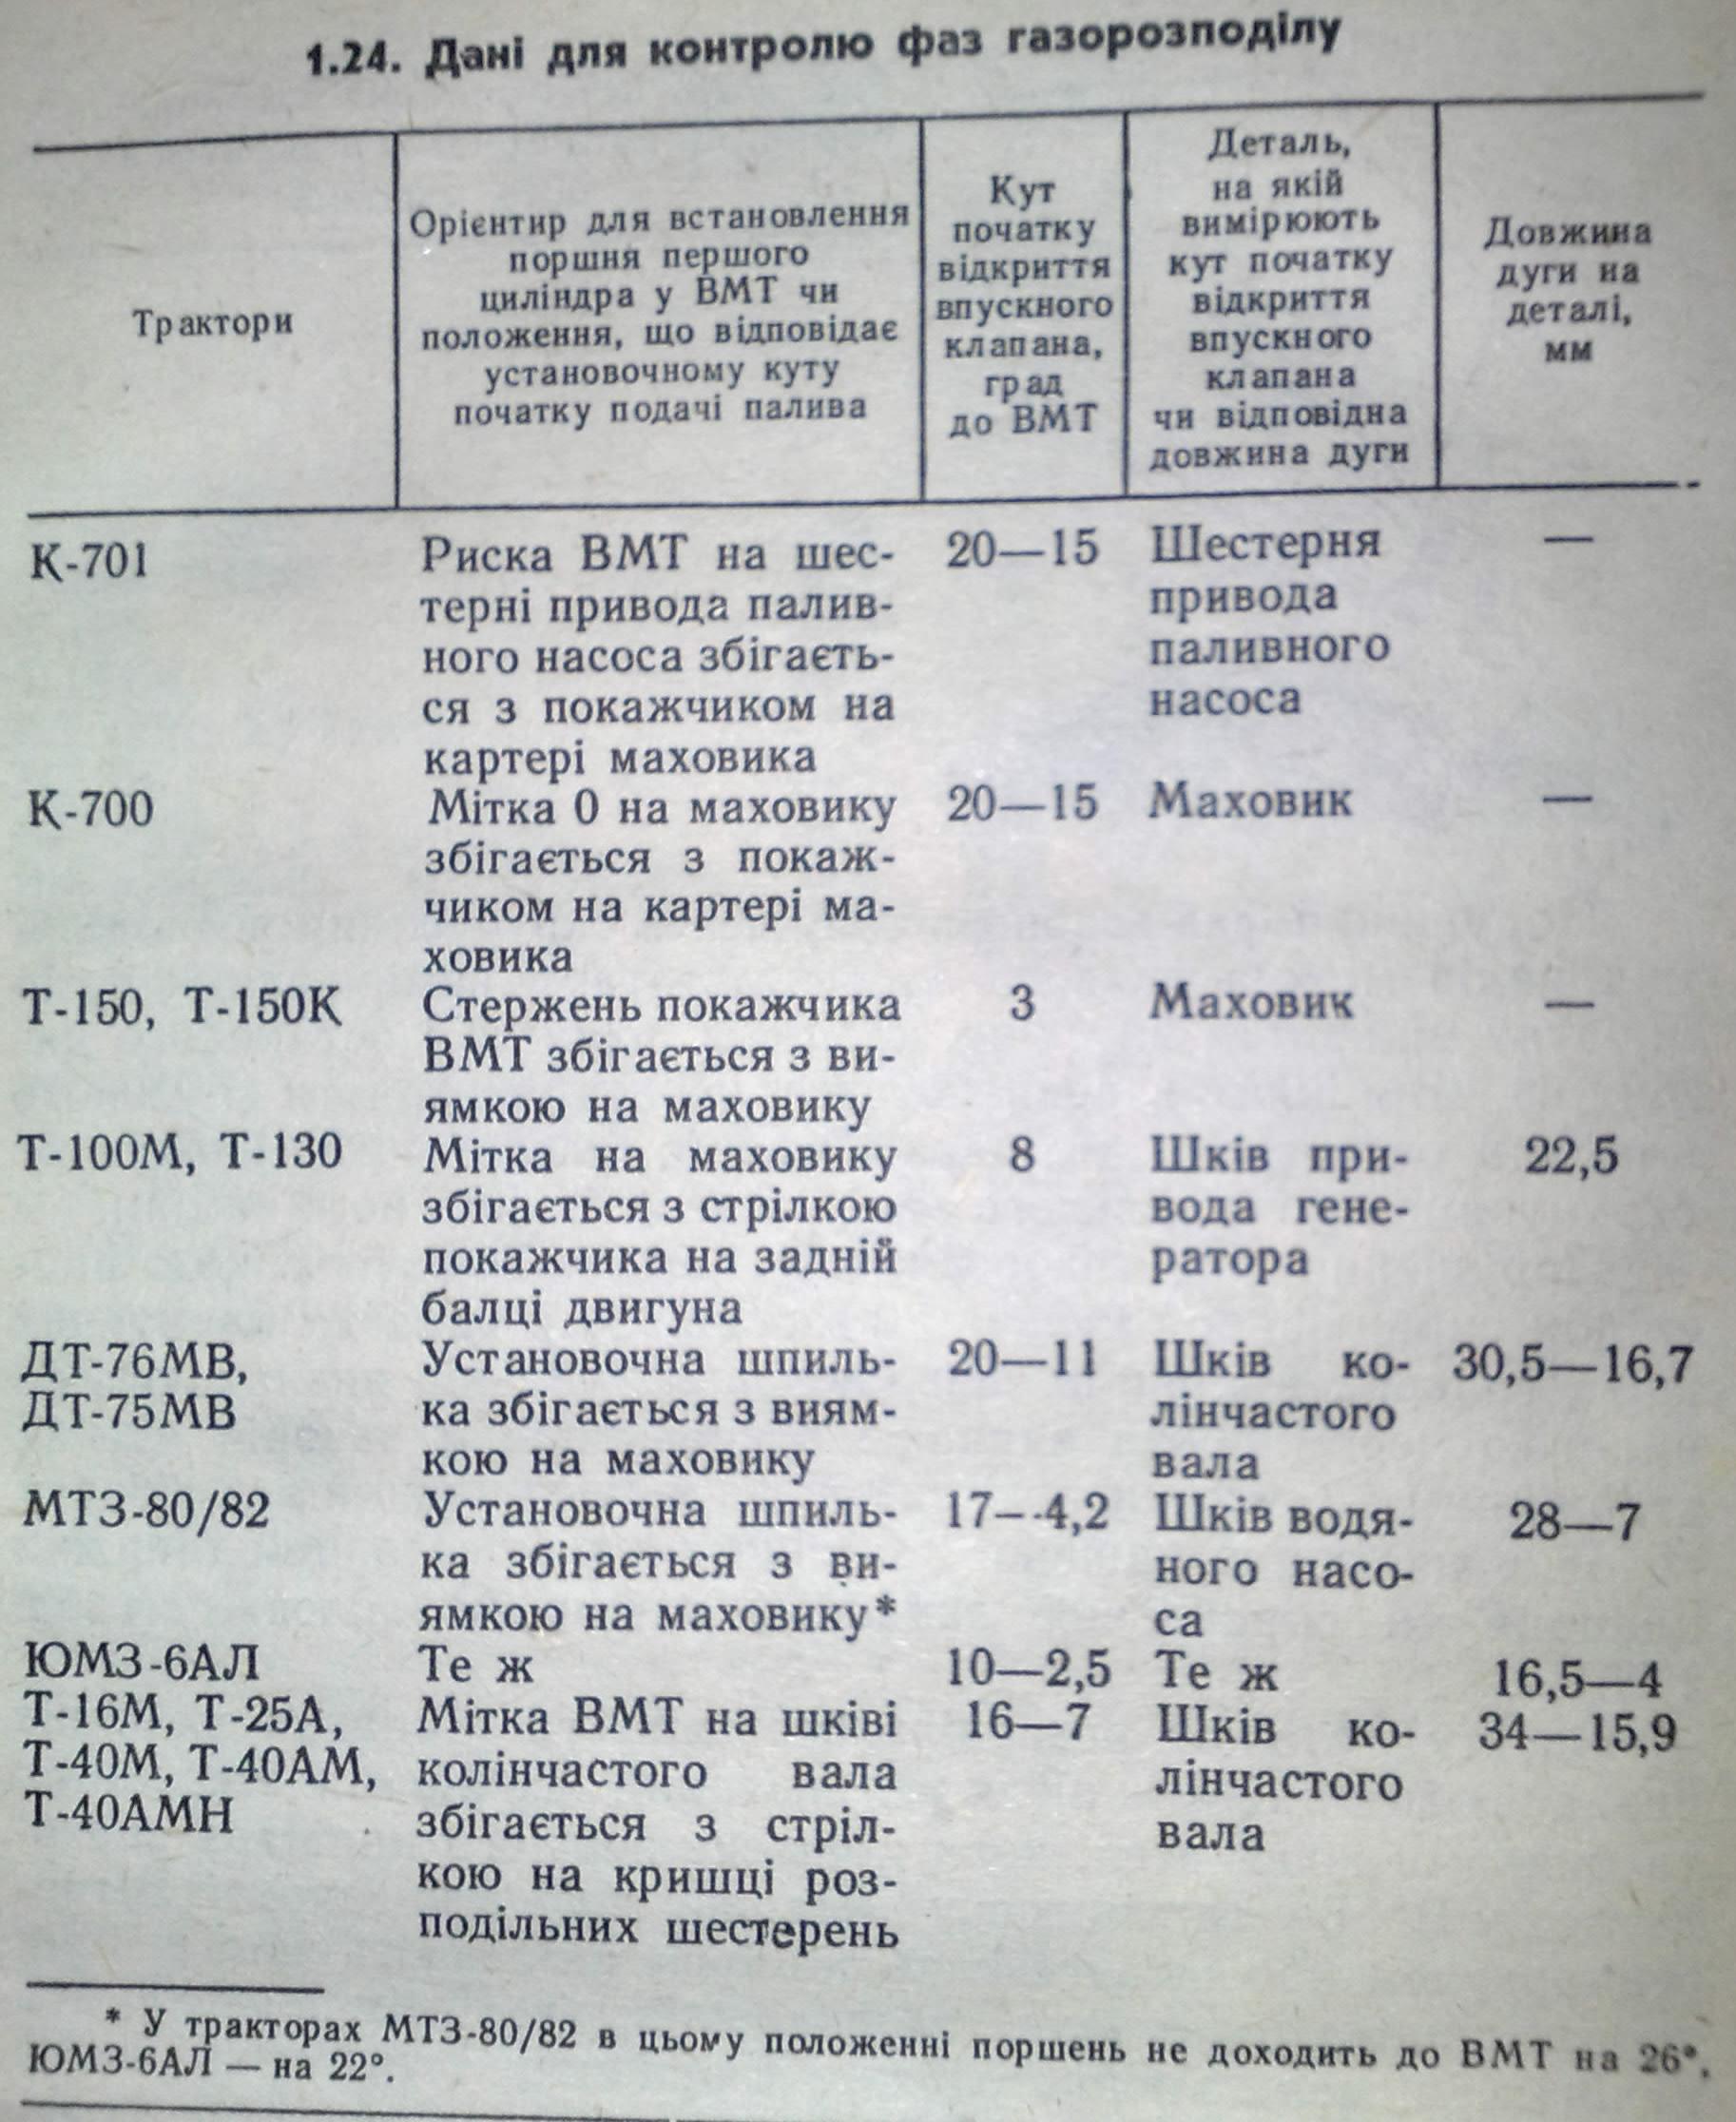 1.24. Дані для контролю фаз газорозподілу
Трактори
Орієнтир для встановлення
поршня першого
циліндра у ВМТ чи
положення, що відповідає
установочному куту
початку подачі палива
Кут
початку
відкриття
впускного
клапана,
град
до ВМТ
Деталь,
на якій
вимірюють
кут початку
відкриття
впускного
клапана
чи відповідна
довжина дуги
Довжина
дуги на
деталі,
мм
К-701
Риска ВМТ на шес-
терні привода палив-
ного насоса збігаєть-
ся з покажчиком на
картері маховика
20—15
Шестерня
привода
паливного
насоса
—
К-700
Мітка 0 на маховику
збігається з покаж-
чиком на картері ма-
ховика
20—15
Маховик
—
Т-150, Т-150К
Стержень покажчика
ВМТ збігається з ви-
ямкою на маховику
3
Маховик
—
Т-100М, Т-130
Мітка на маховику
збігається з стрілкою
покажчика на задній
балці двигуна
8
Шків при-
вода гене-
ратора
22,5
ДТ-76МВ,
ДТ-75МВ
Установочна шпиль-
ка збігається з виям-
кою на маховику
20—11
Шків ко-
лінчастого
вала
30,5—16,7
МТЗ-80/82
Установочна шпиль-
ка збігається з ви-
ямкою на маховику*
17—4,2
Шків водя-
ного насо-
са
28—7
ЮМЗ-6АЛ
Те ж
10—2,5
Те ж
16,5—4
Т-16М, Т-25А,
Т-40М, Т-40АМ,
Т-40АМН
Мітка ВМТ на шківі
колінчастого вала
збігається з стріл-
кою на кришці роз-
подільних шестерень
16—7
Шків ко-
лінчастого
вала
34—15,9
* У тракторах МТЗ-80/82 в цьому положенні поршень не доходить до ВМТ на 26°,
ЮМЗ-6АЛ — на 22°.